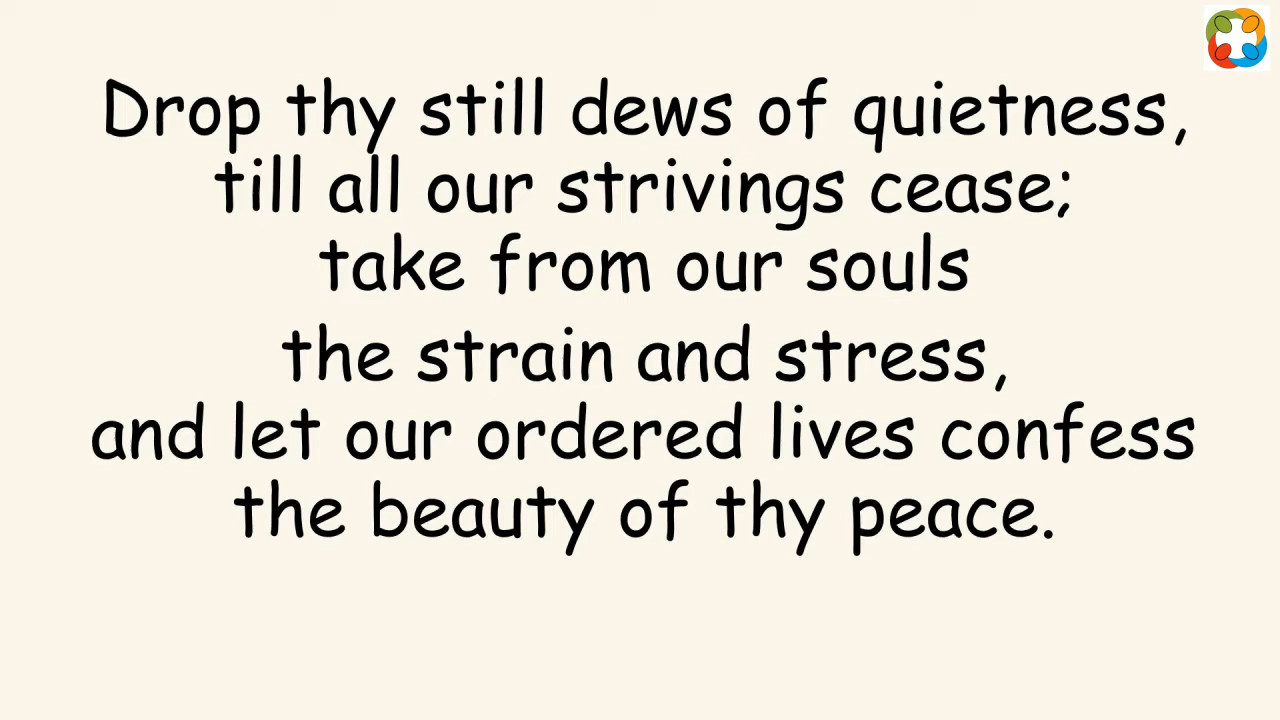 Drop thy still dews of quietness,
till all our strivings cease;
take from our souls
the strain and stress,
and let our ordered lives confess
the beauty of thy peace.